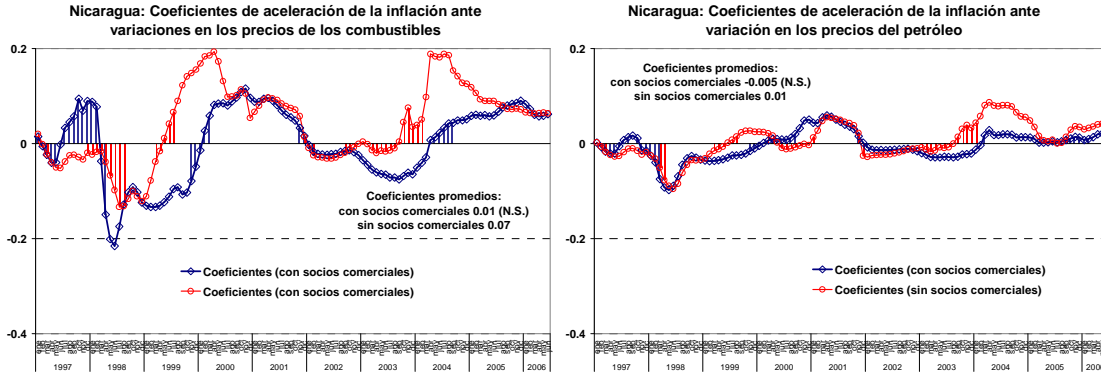 Nicaragua: Coeficientes de aceleración de la inflación ante
variaciones en los precios de los combustibles
0.2
0
-0.2
-0.4
Coeficientes promedios:
con socios comerciales 0.01 (N.S.)
sin socios comerciales 0.07
Coeficientes (con socios comerciales)
Coeficientes (con socios comerciales)
1997 1998 1999 2000 2001 2002 2003 2004 2005 2006
Nicaragua: Coeficientes de aceleración de la inflación ante
variación en los precios del petróleo
0.2
0
-0.2
-0.4
Coeficientes promedios:
con socios comerciales -0.005 (N.S.)
sin socios comerciales 0.01
Coeficientes (con socios comerciales)
Coeficientes (sin socios comerciales)
1997 1998 1999 2000 2001 2002 2003 2004 2005